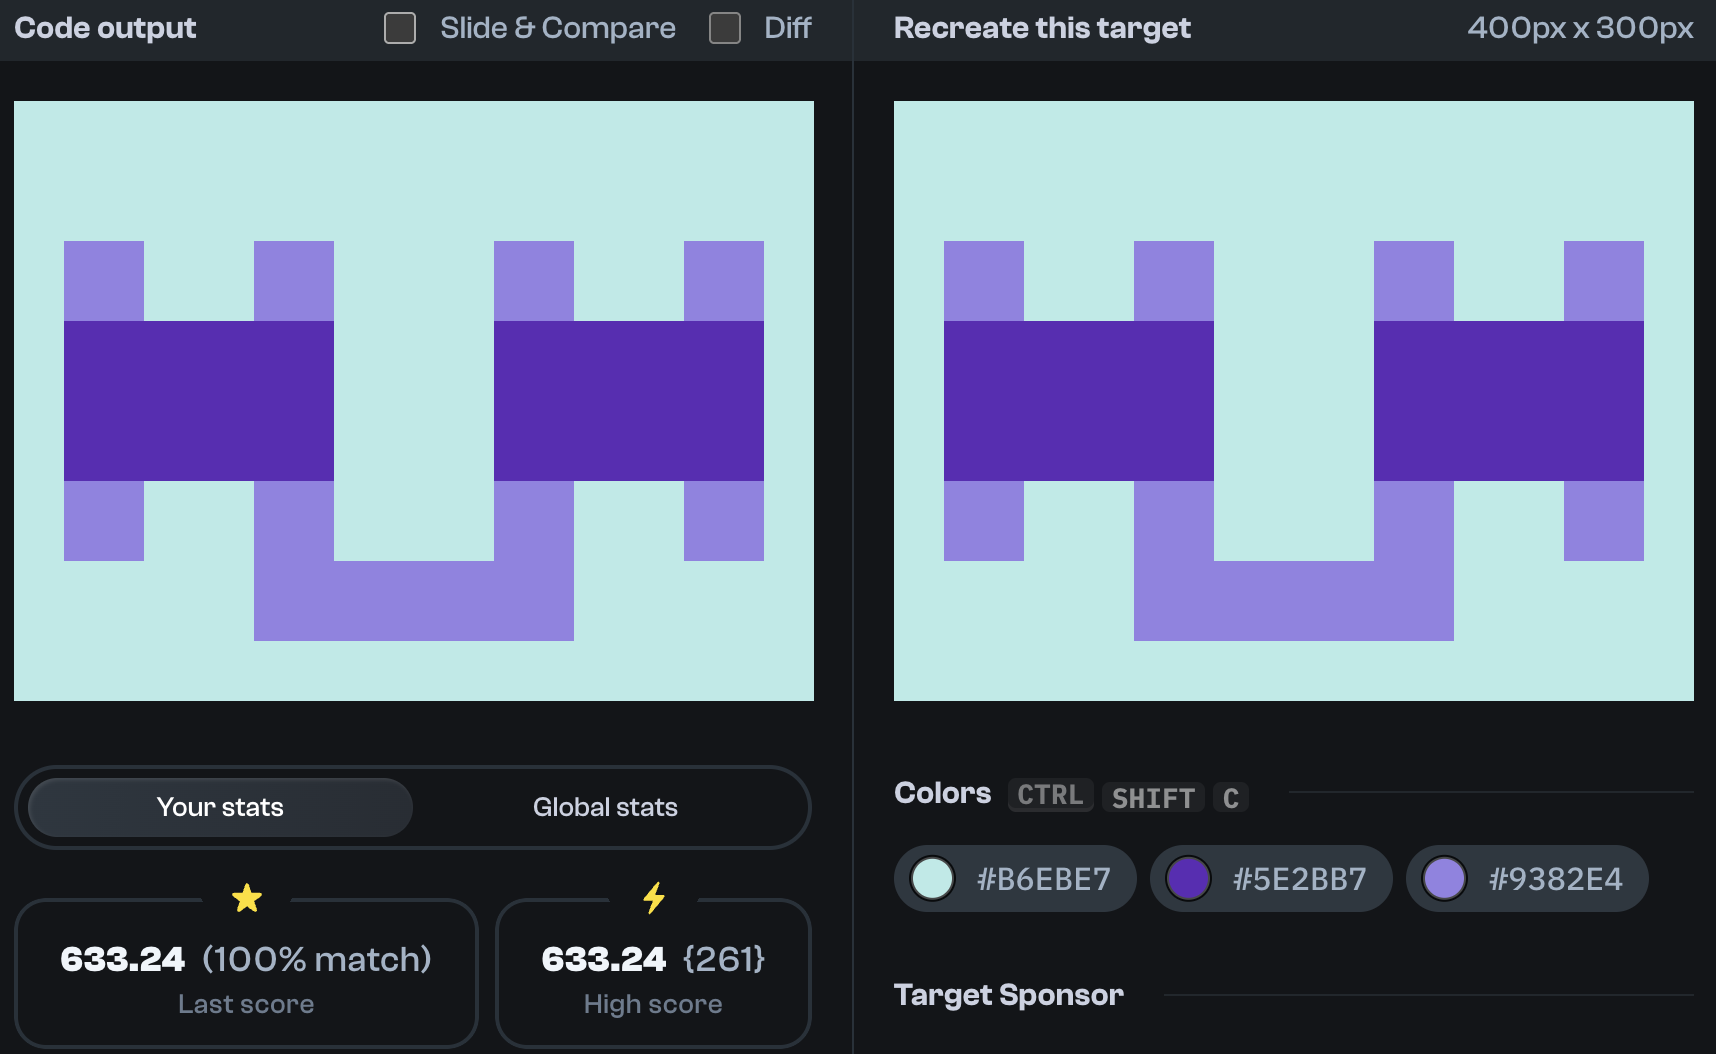 Code output
Slide & Compare
Diff
Recreate this target
400px x 300px
Your stats
Global stats
633.24 (100% match)
Last score
633.24 {261}
High score
Colors CTRL SHIFT C
#B6EBE7
#5E2BB7
#9382E4
Target Sponsor